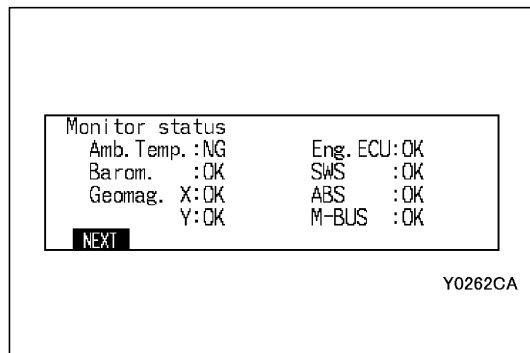 Monitor status
Amb. Temp. :NG Eng. ECU:OK
Barom. :OK SWS :OK
Geomag. X:OK ABS :OK
Y:OK M-BUS :OK
NEXT
Y0262CA